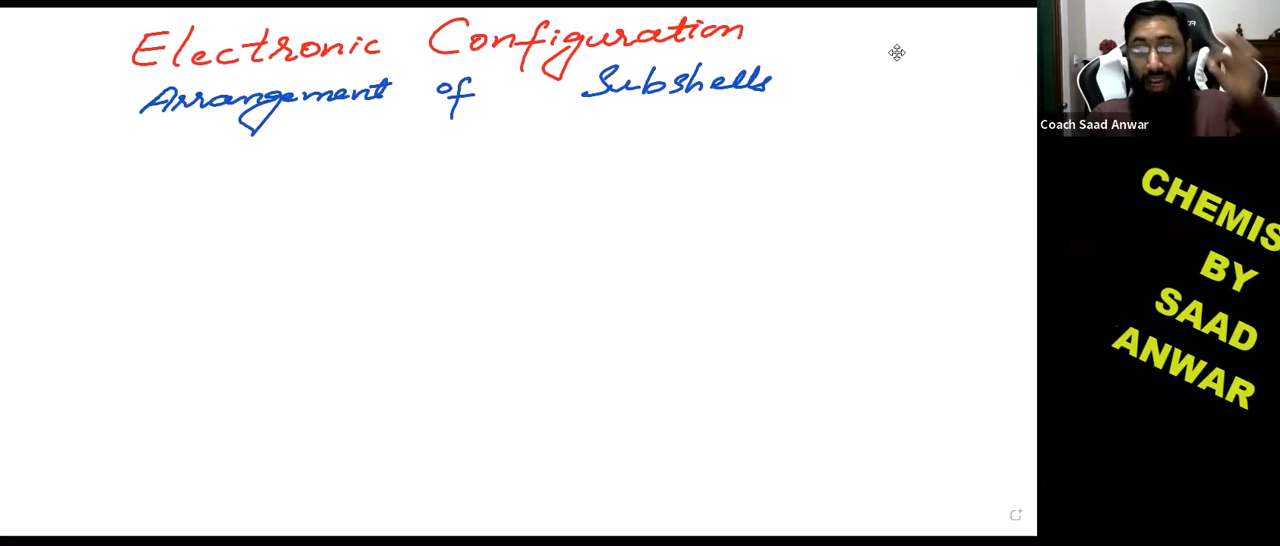 Electronic Configuration
Arrangement of Subshells
Coach Saad Anwar
CHEMIS
BY
SAAD
ANWAR